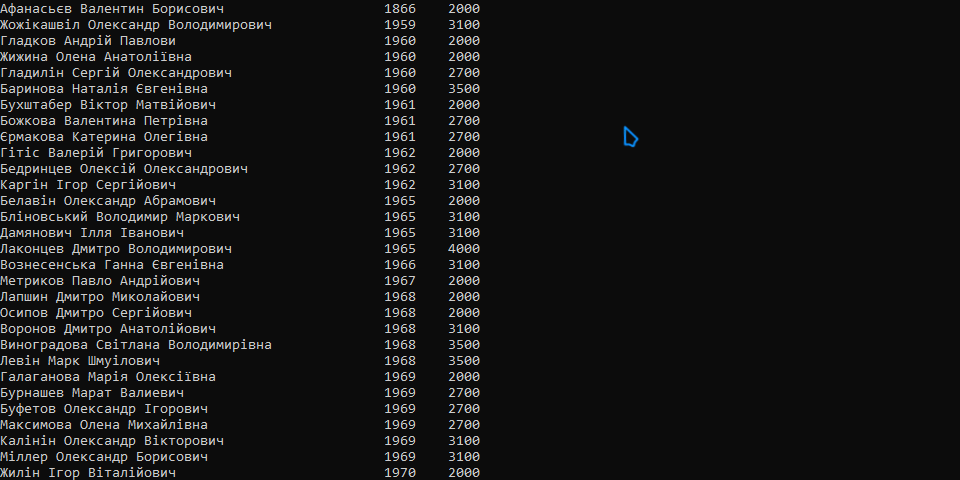 Афанасьєв Валентин Борисович 1866 2000
Жожікашвіл Олександр Володимирович 1959 3100
Гладков Андрій Павлови 1960 2000
Жижина Олена Анатоліївна 1960 2000
Гладилін Сергій Олександрович 1960 2700
Баринова Наталія Євгенівна 1960 3500
Бухштабер Віктор Матвійович 1961 2000
Божкова Валентина Петрівна 1961 2700
Єрмакова Катерина Олегівна 1961 2700
Гітіс Валерій Григорович 1962 2000
Бедринцев Олексій Олександрович 1962 2700
Каргін Ігор Сергійович 1962 3100
Белавін Олександр Абрамович 1965 2000
Бліновський Володимир Маркович 1965 3100
Дамянович Ілля Іванович 1965 3100
Лаконцев Дмитро Володимирович 1965 4000
Вознесенська Ганна Євгенівна 1966 3100
Метриков Павло Андрійович 1967 2000
Лапшин Дмитро Миколайович 1968 2000
Осипов Дмитро Сергійович 1968 2000
Воронов Дмитро Анатолійович 1968 3100
Виноградова Світлана Володимирівна 1968 3500
Левін Марк Шмуілович 1968 3500
Галаганова Марія Олексіївна 1969 2000
Бурнашев Марат Валиевич 1969 2700
Буфетов Олександр Ігорович 1969 2700
Максимова Олена Михайлівна 1969 2700
Калінін Олександр Вікторович 1969 3100
Міллер Олександр Борисович 1969 3100
Жилін Ігор Віталійович 1970 2000